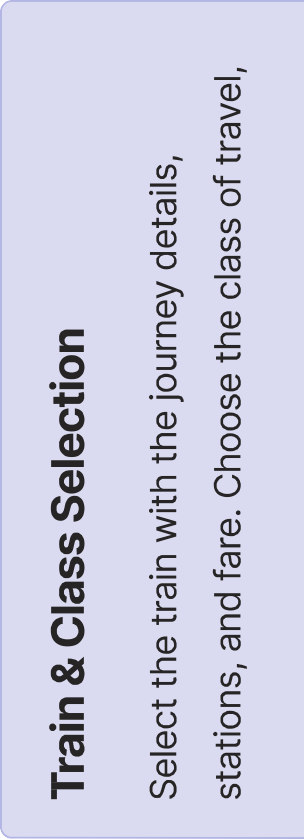 Train & Class Selection
Select the train with the journey details,
stations, and fare. Choose the class of travel,